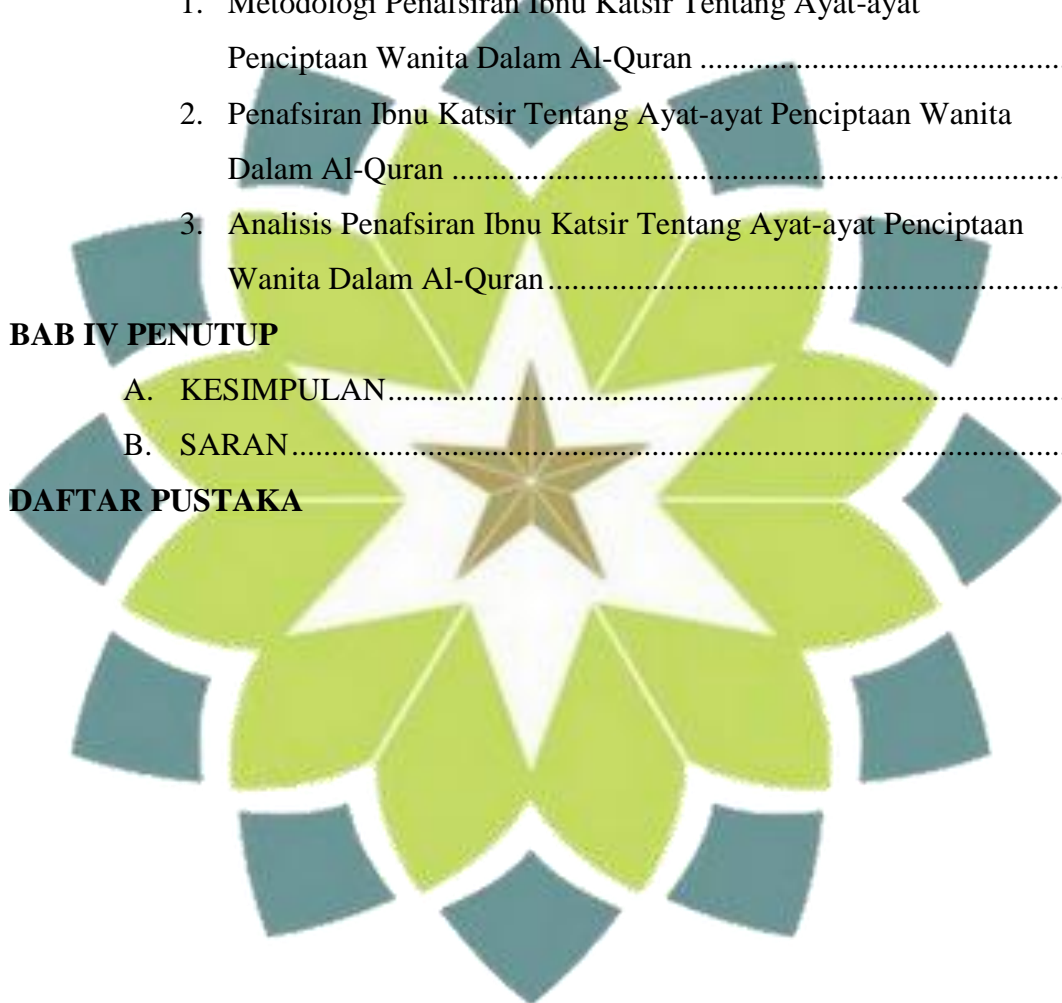 1. Metodologi Penafsiran Ibnu Katsir Tentang Ayat-ayat
Penciptaan Wanita Dalam Al-Quran ........................................
2. Penafsiran Ibnu Katsir Tentang Ayat-ayat Penciptaan Wanita
Dalam Al-Quran ....................................................................
3. Analisis Penafsiran Ibnu Katsir Tentang Ayat-ayat Penciptaan
Wanita Dalam Al-Quran..........................................................
BAB IV PENUTUP
A. KESIMPULAN..............................................................................
B. SARAN..........................................................................................
DAFTAR PUSTAKA